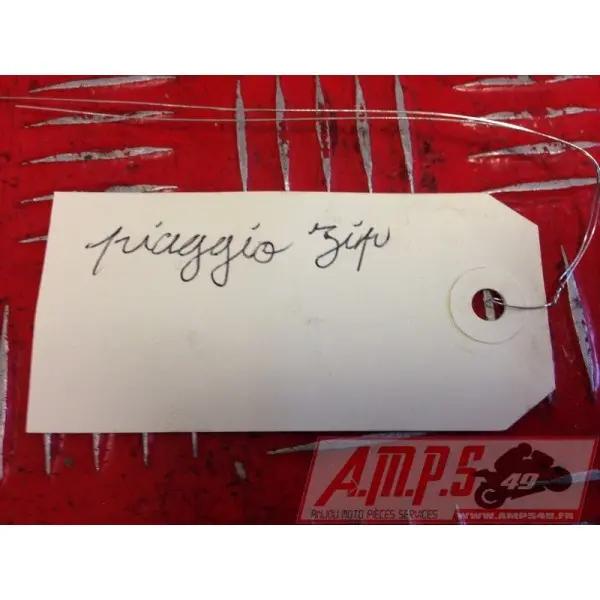 piaggio zip
A.M.P.S 49
ANJOU MOTO PIÈCES SERVICES
WWW.AMPS49.FR